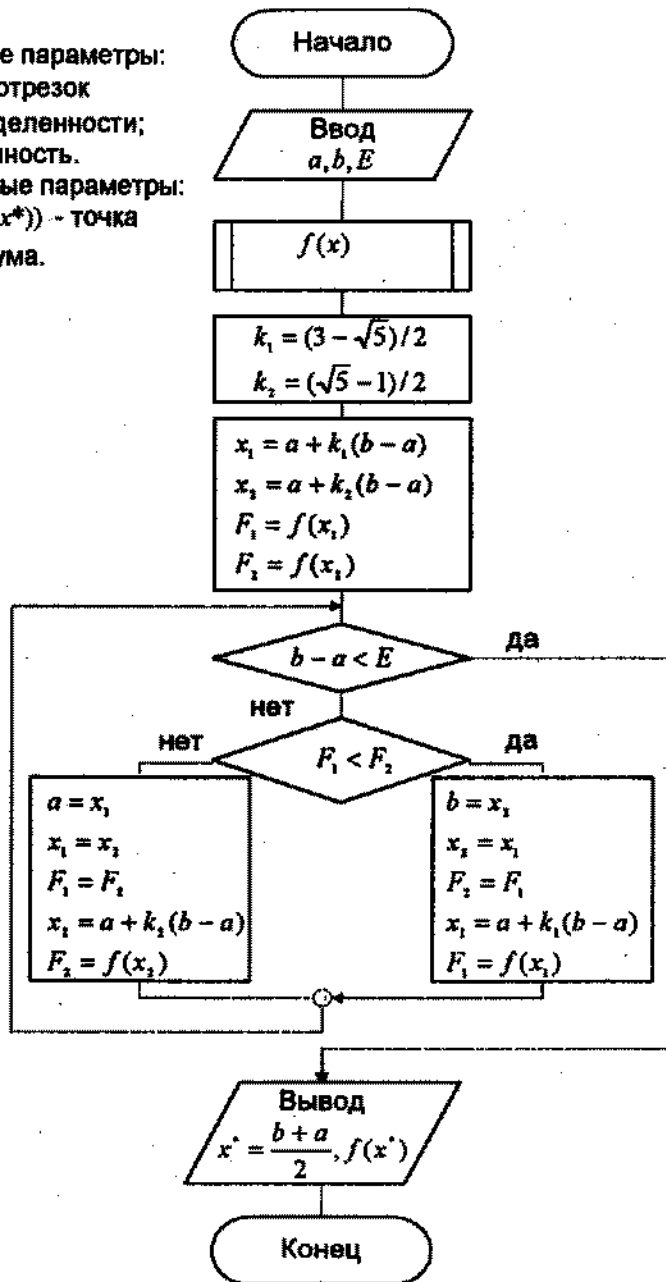 Начало
е параметры:
отрезок
деленности;
ность.
ые параметры:
x*)) - точка
ума.
Ввод
a, b, E
f(x)
k₁ = (3 − √5)/2
k₂ = (√5 − 1)/2
x₁ = a + k₁(b − a)
x₂ = a + k₂(b − a)
F₁ = f(x₁)
F₂ = f(x₂)
b − a < E
да
нет
F₁ < F₂
нет
да
a = x₁
x₁ = x₂
F₁ = F₂
x₂ = a + k₂(b − a)
F₂ = f(x₂)
b = x₂
x₂ = x₁
F₂ = F₁
x₁ = a + k₁(b − a)
F₁ = f(x₁)
Вывод
x* = (b + a)/2, f(x*)
Конец